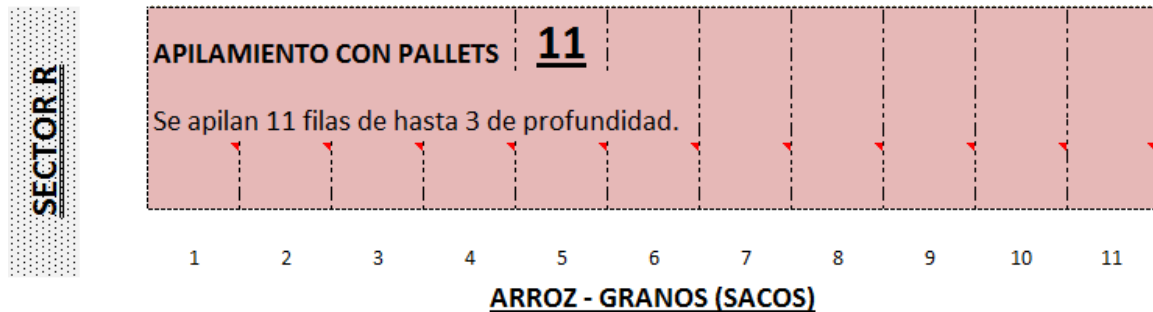 SECTOR R
APILAMIENTO CON PALLETS 11
Se apilan 11 filas de hasta 3 de profundidad.
1 2 3 4 5 6 7 8 9 10 11
ARROZ - GRANOS (SACOS)